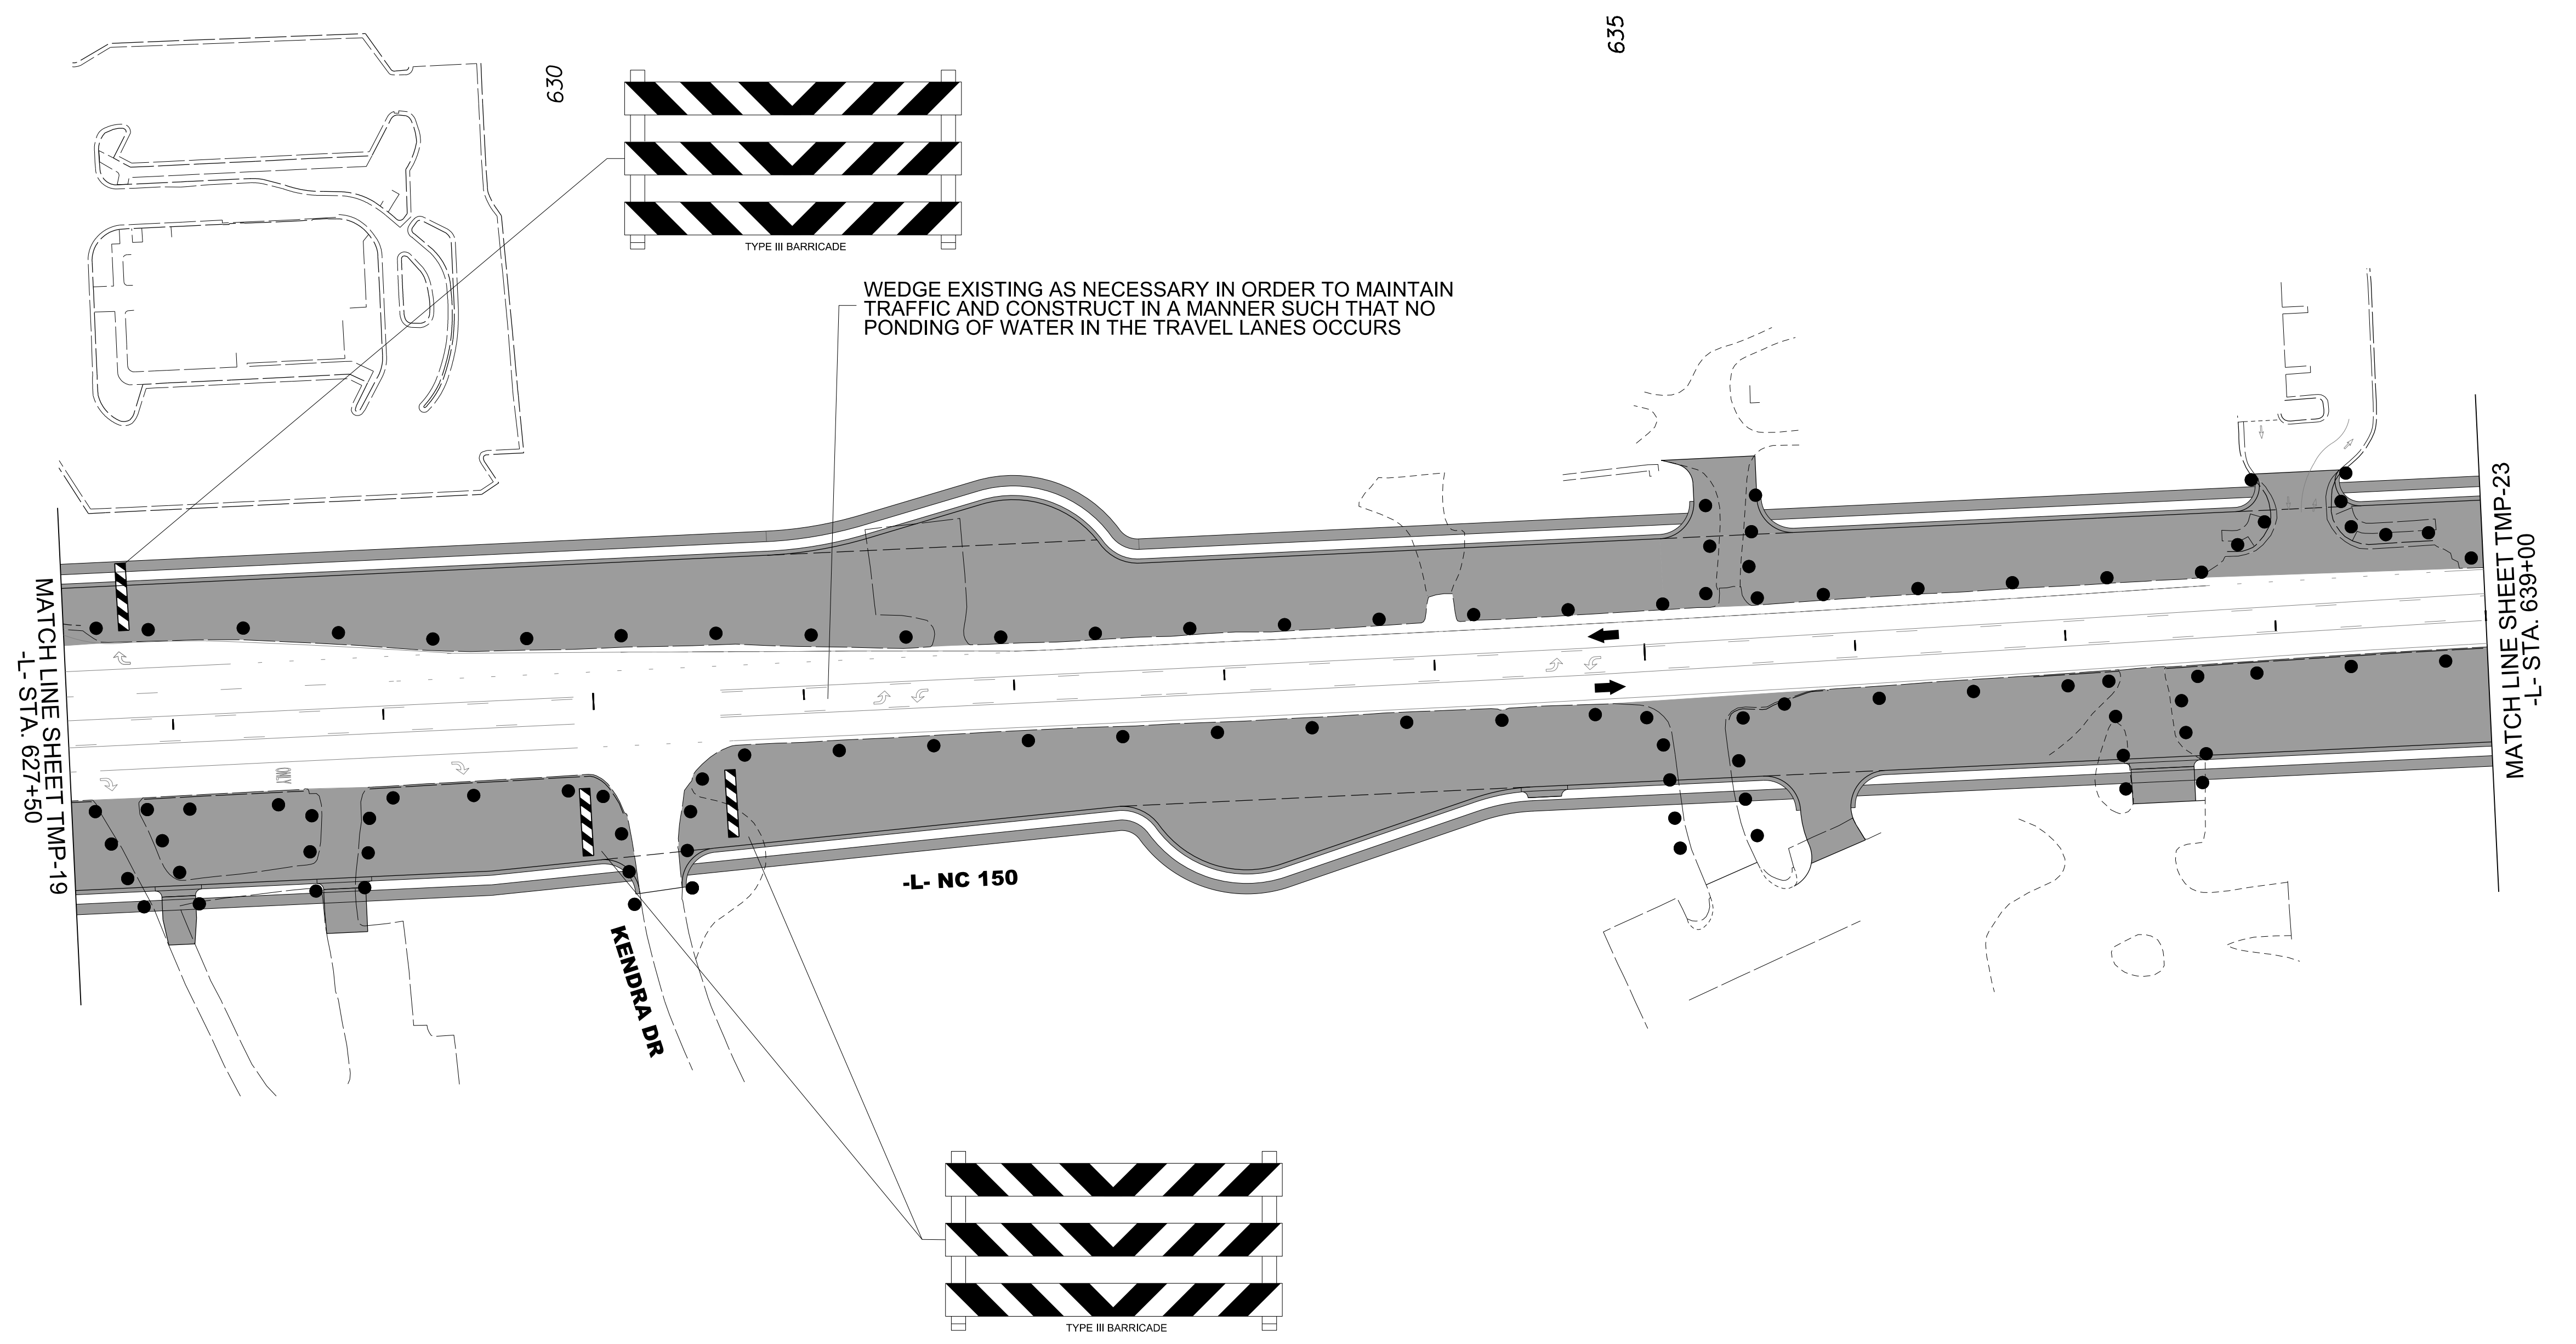 635
630
TYPE III BARRICADE
WEDGE EXISTING AS NECESSARY IN ORDER TO MAINTAIN
TRAFFIC AND CONSTRUCT IN A MANNER SUCH THAT NO
PONDING OF WATER IN THE TRAVEL LANES OCCURS
MATCH LINE SHEET TMP-19
-L- STA. 627+50
MATCH LINE SHEET TMP-23
-L- STA. 639+00
ONLY
-L- NC 150
KENDRA DR
TYPE III BARRICADE